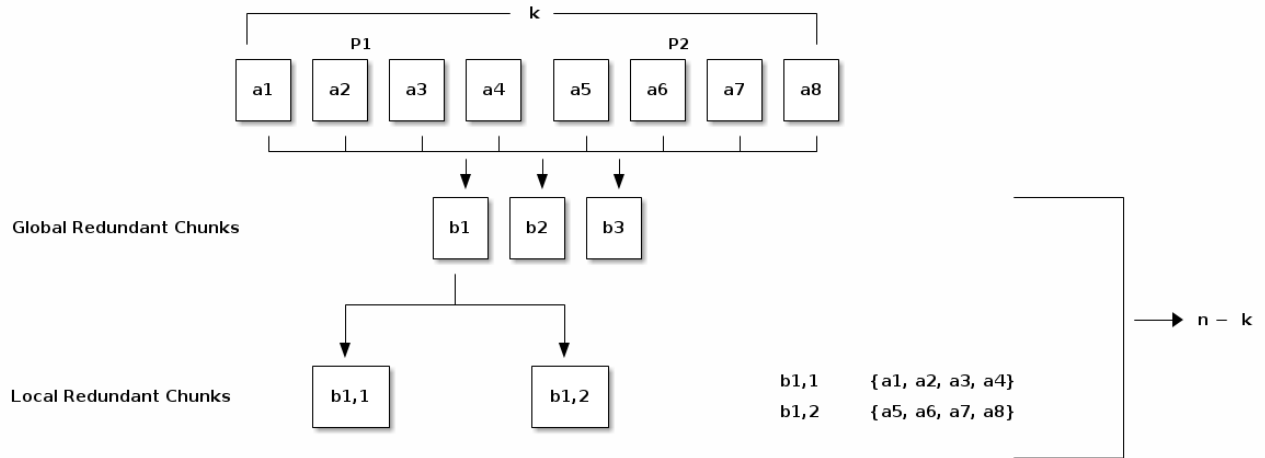 k
P1 P2
a1 a2 a3 a4 a5 a6 a7 a8
Global Redundant Chunks b1 b2 b3
n - k
Local Redundant Chunks b1,1 b1,2
b1,1 {a1, a2, a3, a4}
b1,2 {a5, a6, a7, a8}